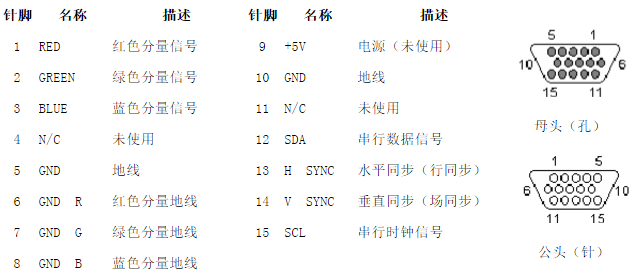 针脚 名称 描述 针脚 名称 描述
1 RED 红色分量信号 9 +5V 电源（未使用）
2 GREEN 绿色分量信号 10 GND 地线
3 BLUE 蓝色分量信号 11 N/C 未使用
4 N/C 未使用 12 SDA 串行数据信号
5 GND 地线 13 H SYNC 水平同步（行同步）
6 GND R 红色分量地线 14 V SYNC 垂直同步（场同步）
7 GND G 绿色分量地线 15 SCL 串行时钟信号
8 GND B 蓝色分量地线
5 1
10 6
15 11
母头（孔）
1 5
6 10
11 15
公头（针）